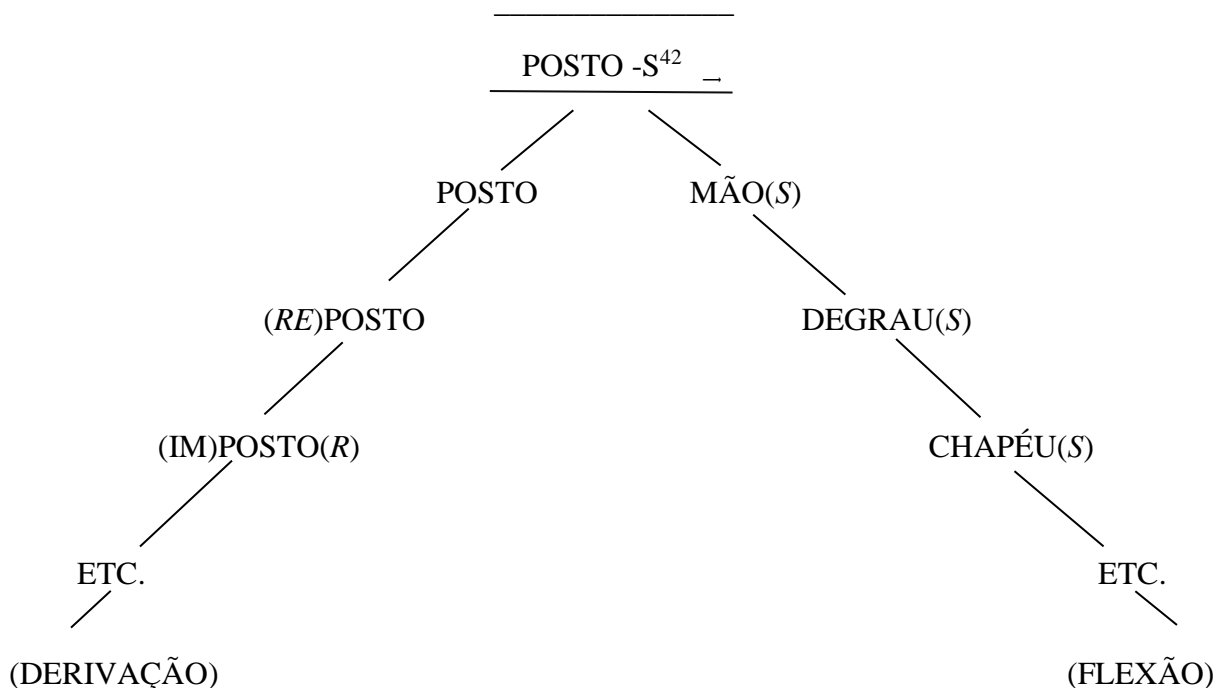 POSTO -S⁴² →
POSTO MÃO(S)
(RE)POSTO DEGRAU(S)
(IM)POSTO(R) CHAPÉU(S)
ETC. ETC.
(DERIVAÇÃO) (FLEXÃO)